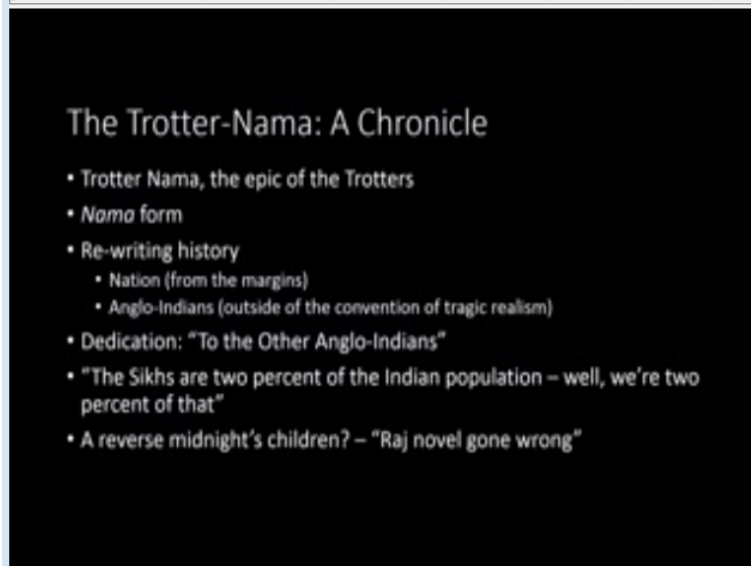 The Trotter-Nama: A Chronicle
• Trotter Nama, the epic of the Trotters
• Nama form
• Re-writing history
• Nation (from the margins)
• Anglo-Indians (outside of the convention of tragic realism)
• Dedication: "To the Other Anglo-Indians"
• "The Sikhs are two percent of the Indian population – well, we're two
percent of that"
• A reverse midnight's children? – "Raj novel gone wrong"